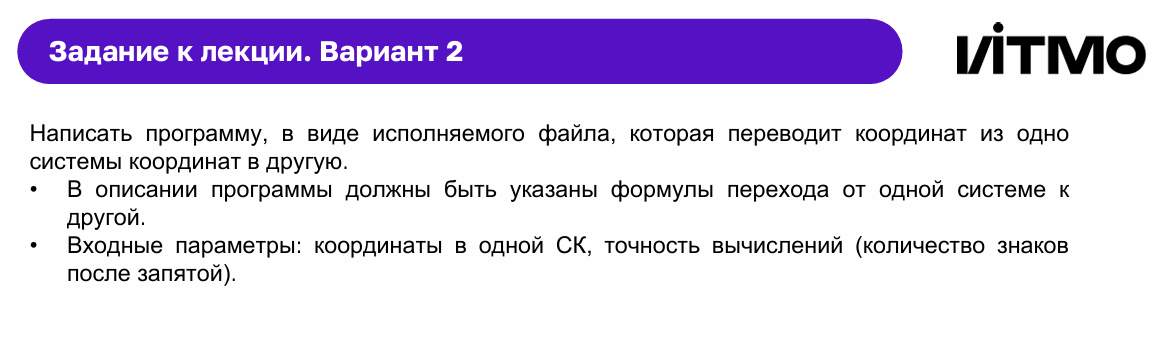 Задание к лекции. Вариант 2
ИТМО
Написать программу, в виде исполняемого файла, которая переводит координат из одно
системы координат в другую.
• В описании программы должны быть указаны формулы перехода от одной системе к
другой.
• Входные параметры: координаты в одной СК, точность вычислений (количество знаков
после запятой).